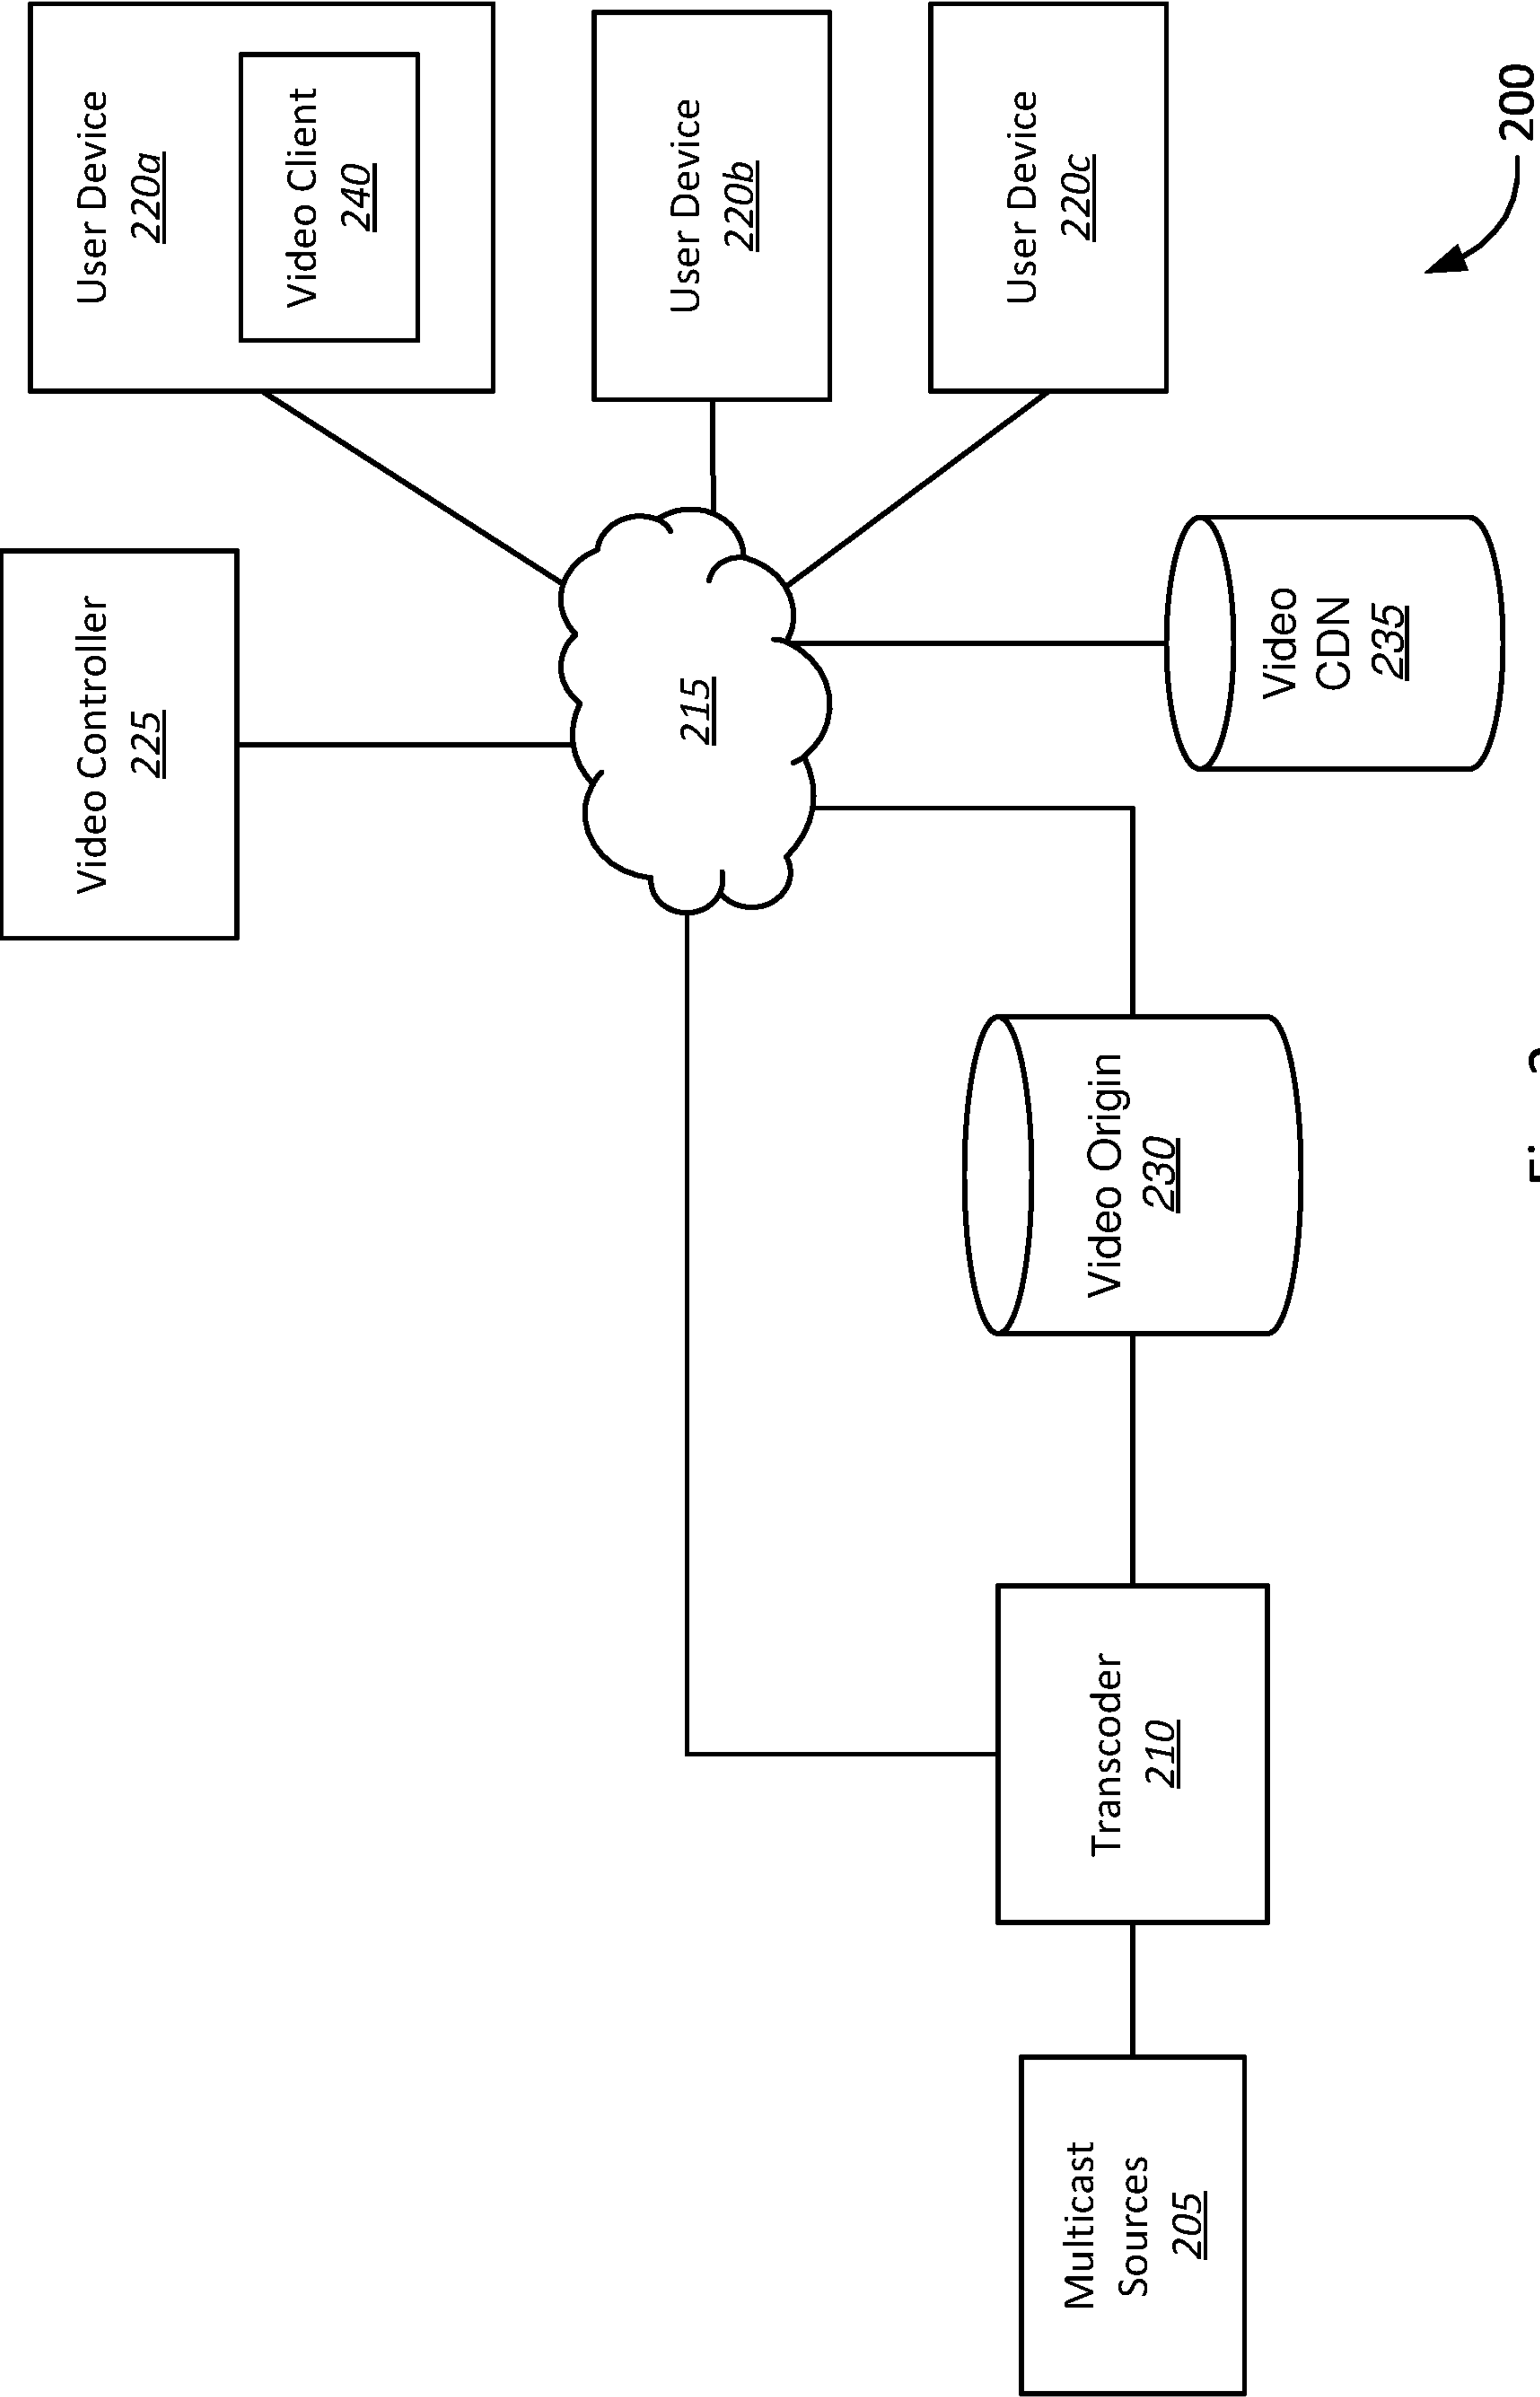 Video Controller
225
User Device
220a
Video Client
240
User Device
220b
User Device
220c
215
Multicast
Sources
205
Transcoder
210
Video Origin
230
Video
CDN
235
200